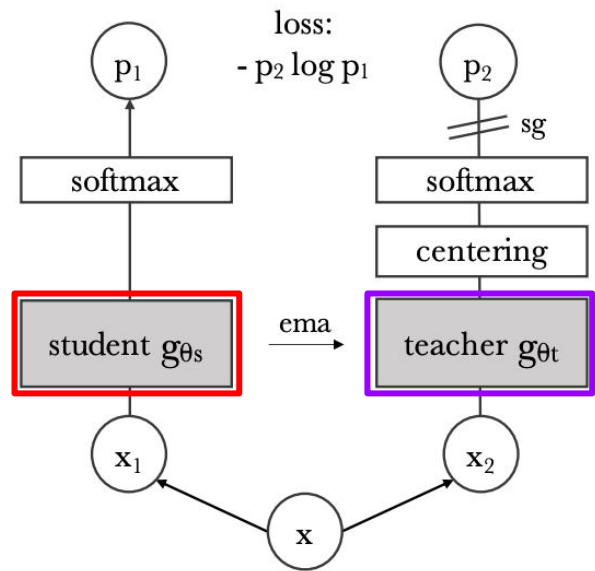 loss:
- p₂ log p₁
p₁
p₂
sg
softmax
softmax
centering
student gθs
ema
teacher gθt
x₁
x₂
x